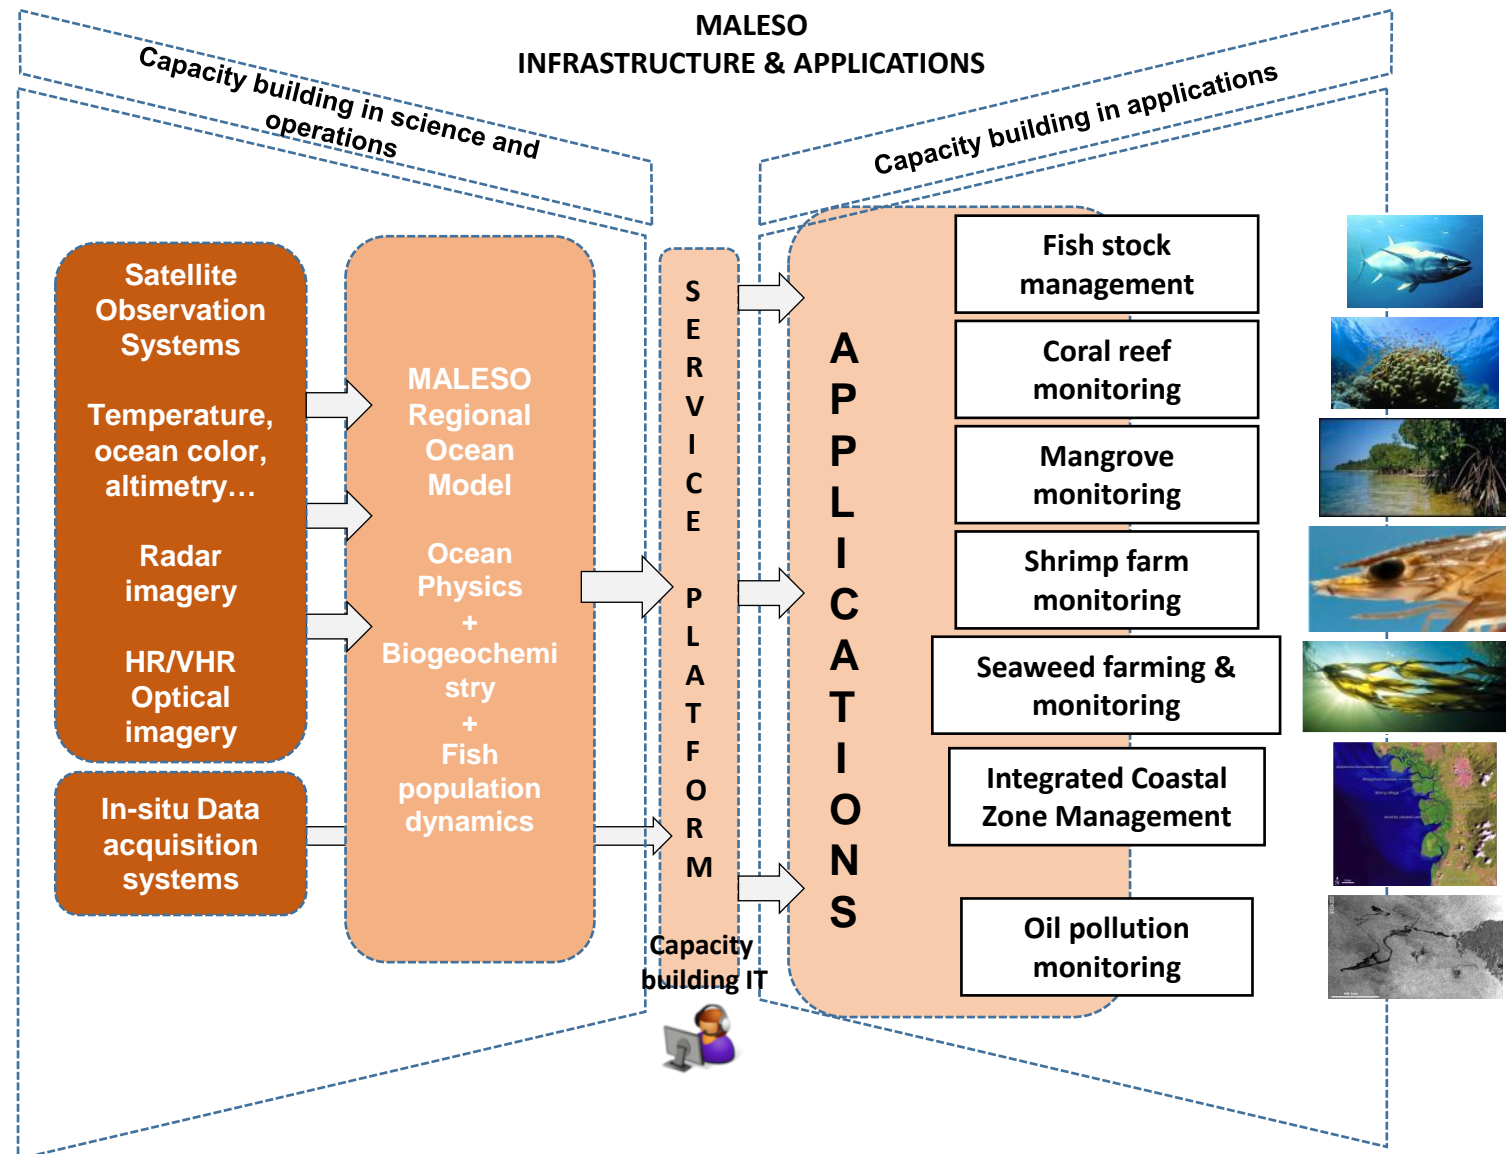 MALESO
INFRASTRUCTURE & APPLICATIONS
Capacity building in science and
operations
Capacity building in applications
Satellite
Observation
Systems
Temperature,
ocean color,
altimetry…
Radar
imagery
HR/VHR
Optical
imagery
In-situ Data
acquisition
systems
MALESO
Regional
Ocean
Model
Ocean
Physics
+
Biogeochemi
stry
+
Fish
population
dynamics
SERVICE PLATFORM
Capacity
building IT
APPLICATIONS
Fish stock
management
Coral reef
monitoring
Mangrove
monitoring
Shrimp farm
monitoring
Seaweed farming &
monitoring
Integrated Coastal
Zone Management
Oil pollution
monitoring